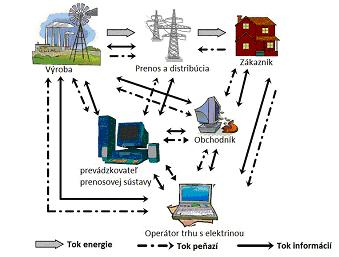 Výroba
Prenos a distribúcia
Zákazník
Obchodník
prevádzkovateľ
prenosovej sústavy
Operátor trhu s elektrinou
Tok energie
Tok peňazí
Tok informácií